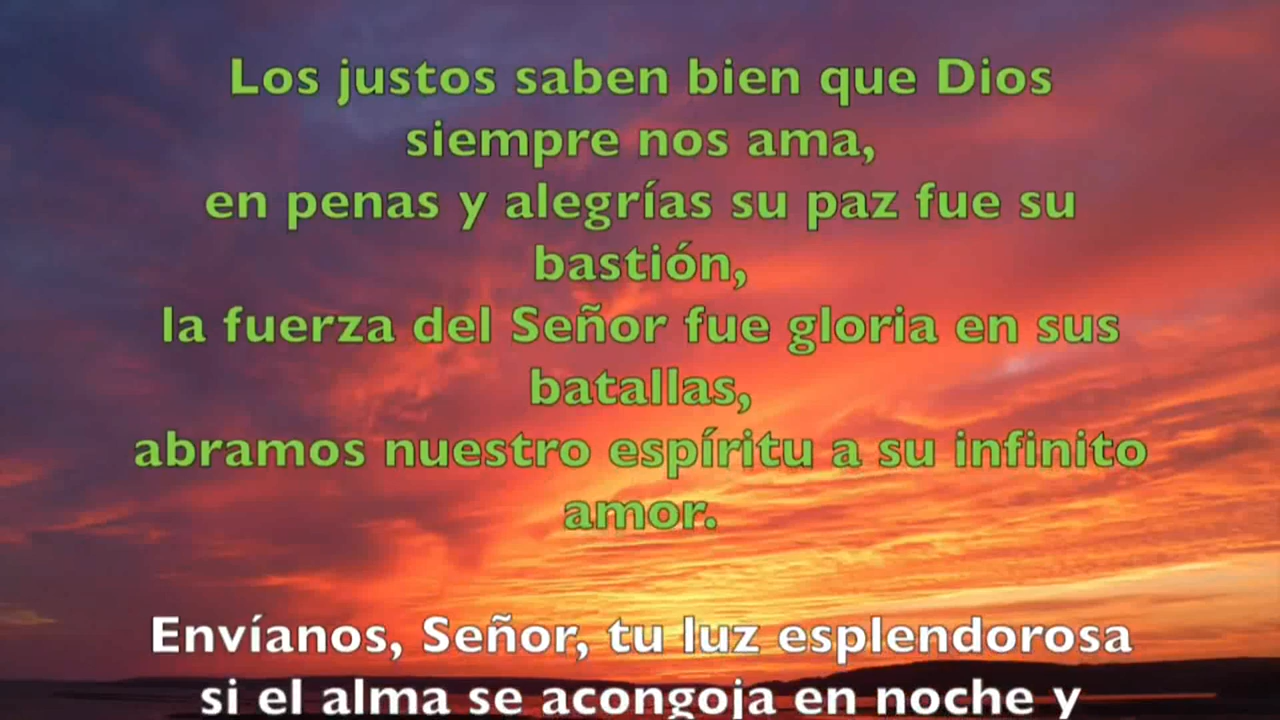 Los justos saben bien que Dios
siempre nos ama,
en penas y alegrías su paz fue su
bastión,
la fuerza del Señor fue gloria en sus
batallas,
abramos nuestro espíritu a su infinito
amor.
Envíanos, Señor, tu luz esplendorosa
si el alma se acongoja en noche y